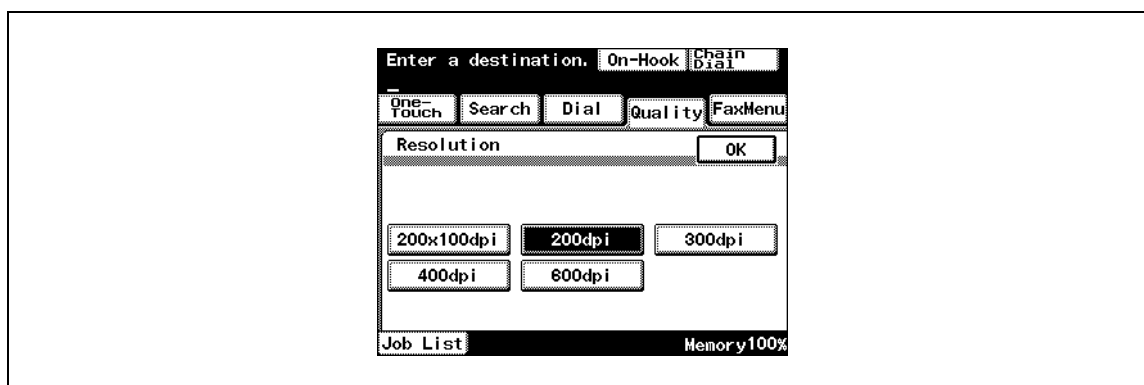 Enter a destination. On-Hook Chain Dial
One-Touch Search Dial Quality FaxMenu
Resolution OK
200x100dpi 200dpi 300dpi
400dpi 600dpi
Job List Memory100%